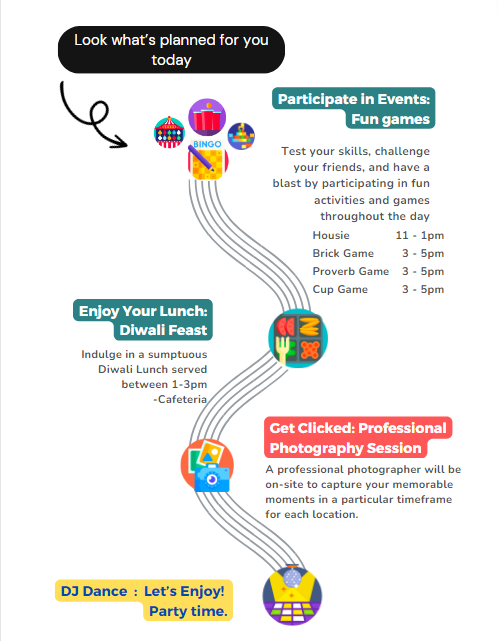 Look what's planned for you
today
Participate in Events:
Fun games
BINGO
Test your skills, challenge
your friends, and have a
blast by participating in fun
activities and games
throughout the day
Housie 11 - 1pm
Brick Game 3 - 5pm
Proverb Game 3 - 5pm
Cup Game 3 - 5pm
Enjoy Your Lunch:
Diwali Feast
Indulge in a sumptuous
Diwali Lunch served
between 1-3pm
-Cafeteria
Get Clicked: Professional
Photography Session
A professional photographer will be
on-site to capture your memorable
moments in a particular timeframe
for each location.
DJ Dance : Let's Enjoy!
Party time.